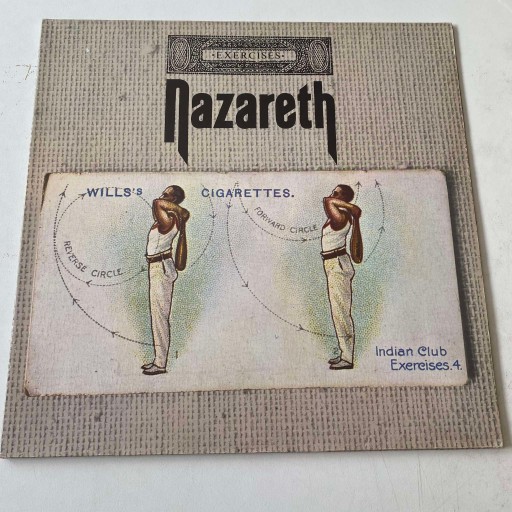 ·EXERCISES·
Nazareth
WILLS'S CIGARETTES.
REVERSE CIRCLE.
FORWARD CIRCLE
Indian Club
Exercises. 4.